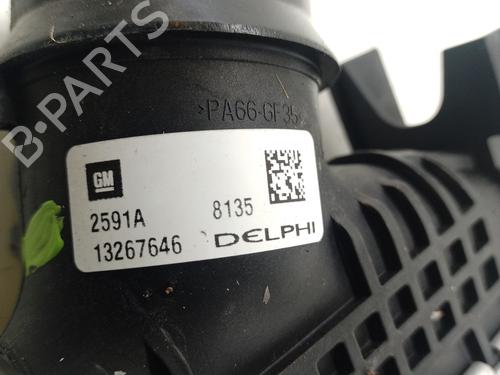 >PA66-GF35<
GM
2591A 8135
13267646 DELPHI
B-PARTS